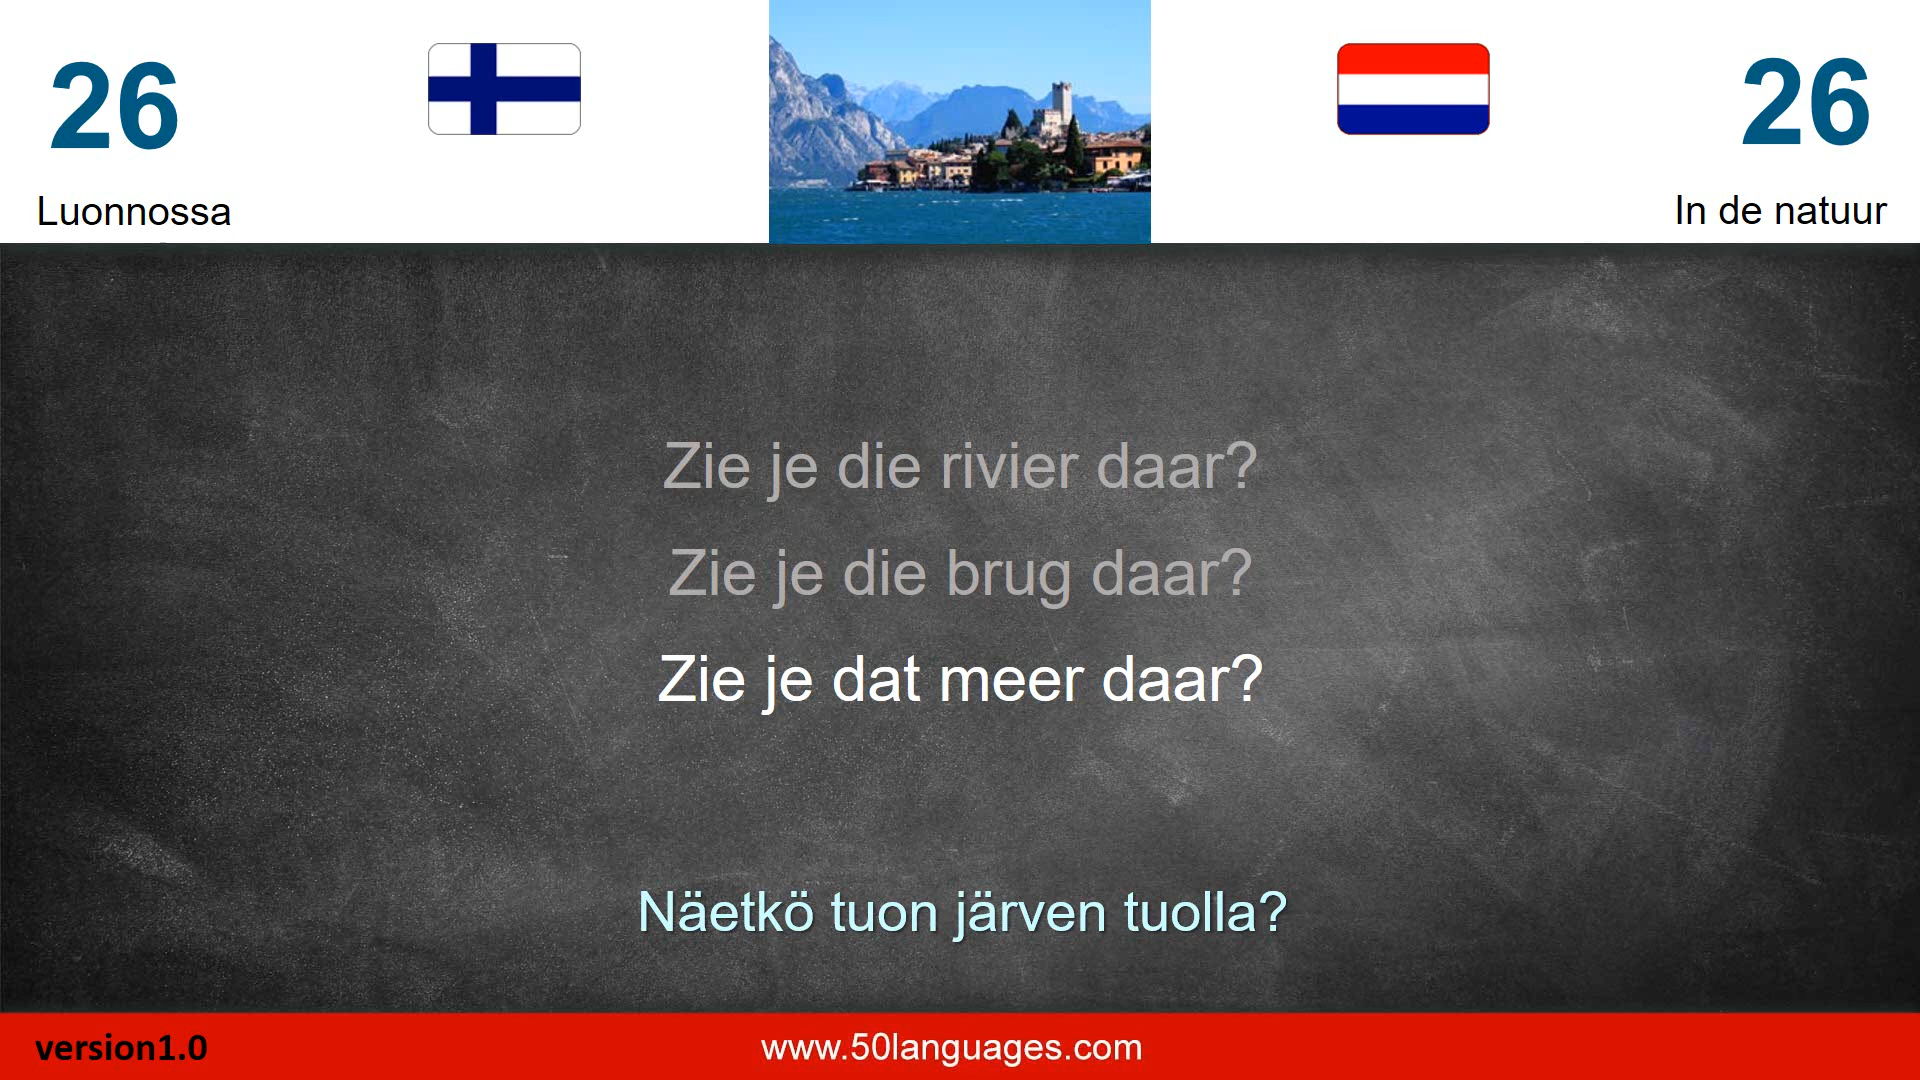 26
26
Luonnossa
In de natuur
Zie je die rivier daar?
Zie je die brug daar?
Zie je dat meer daar?
Näetkö tuon järven tuolla?
version1.0
www.50languages.com